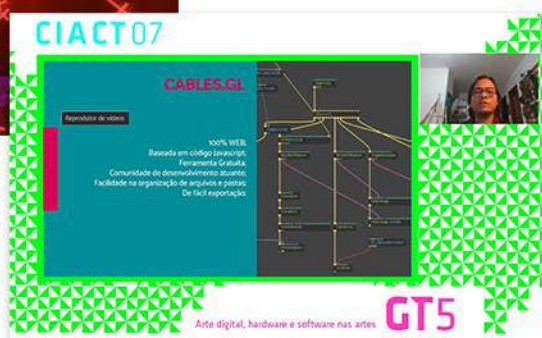 CIACT07
CABLES.GL
Reprodutor de vídeos
100% WEB;
Baseada em código Javascript;
Ferramenta Gratuita;
Comunidade de desenvolvimento atuante;
Facilidade na organização de arquivos e pastas;
De fácil exportação;
Arte digital, hardware e software nas artes
GT5